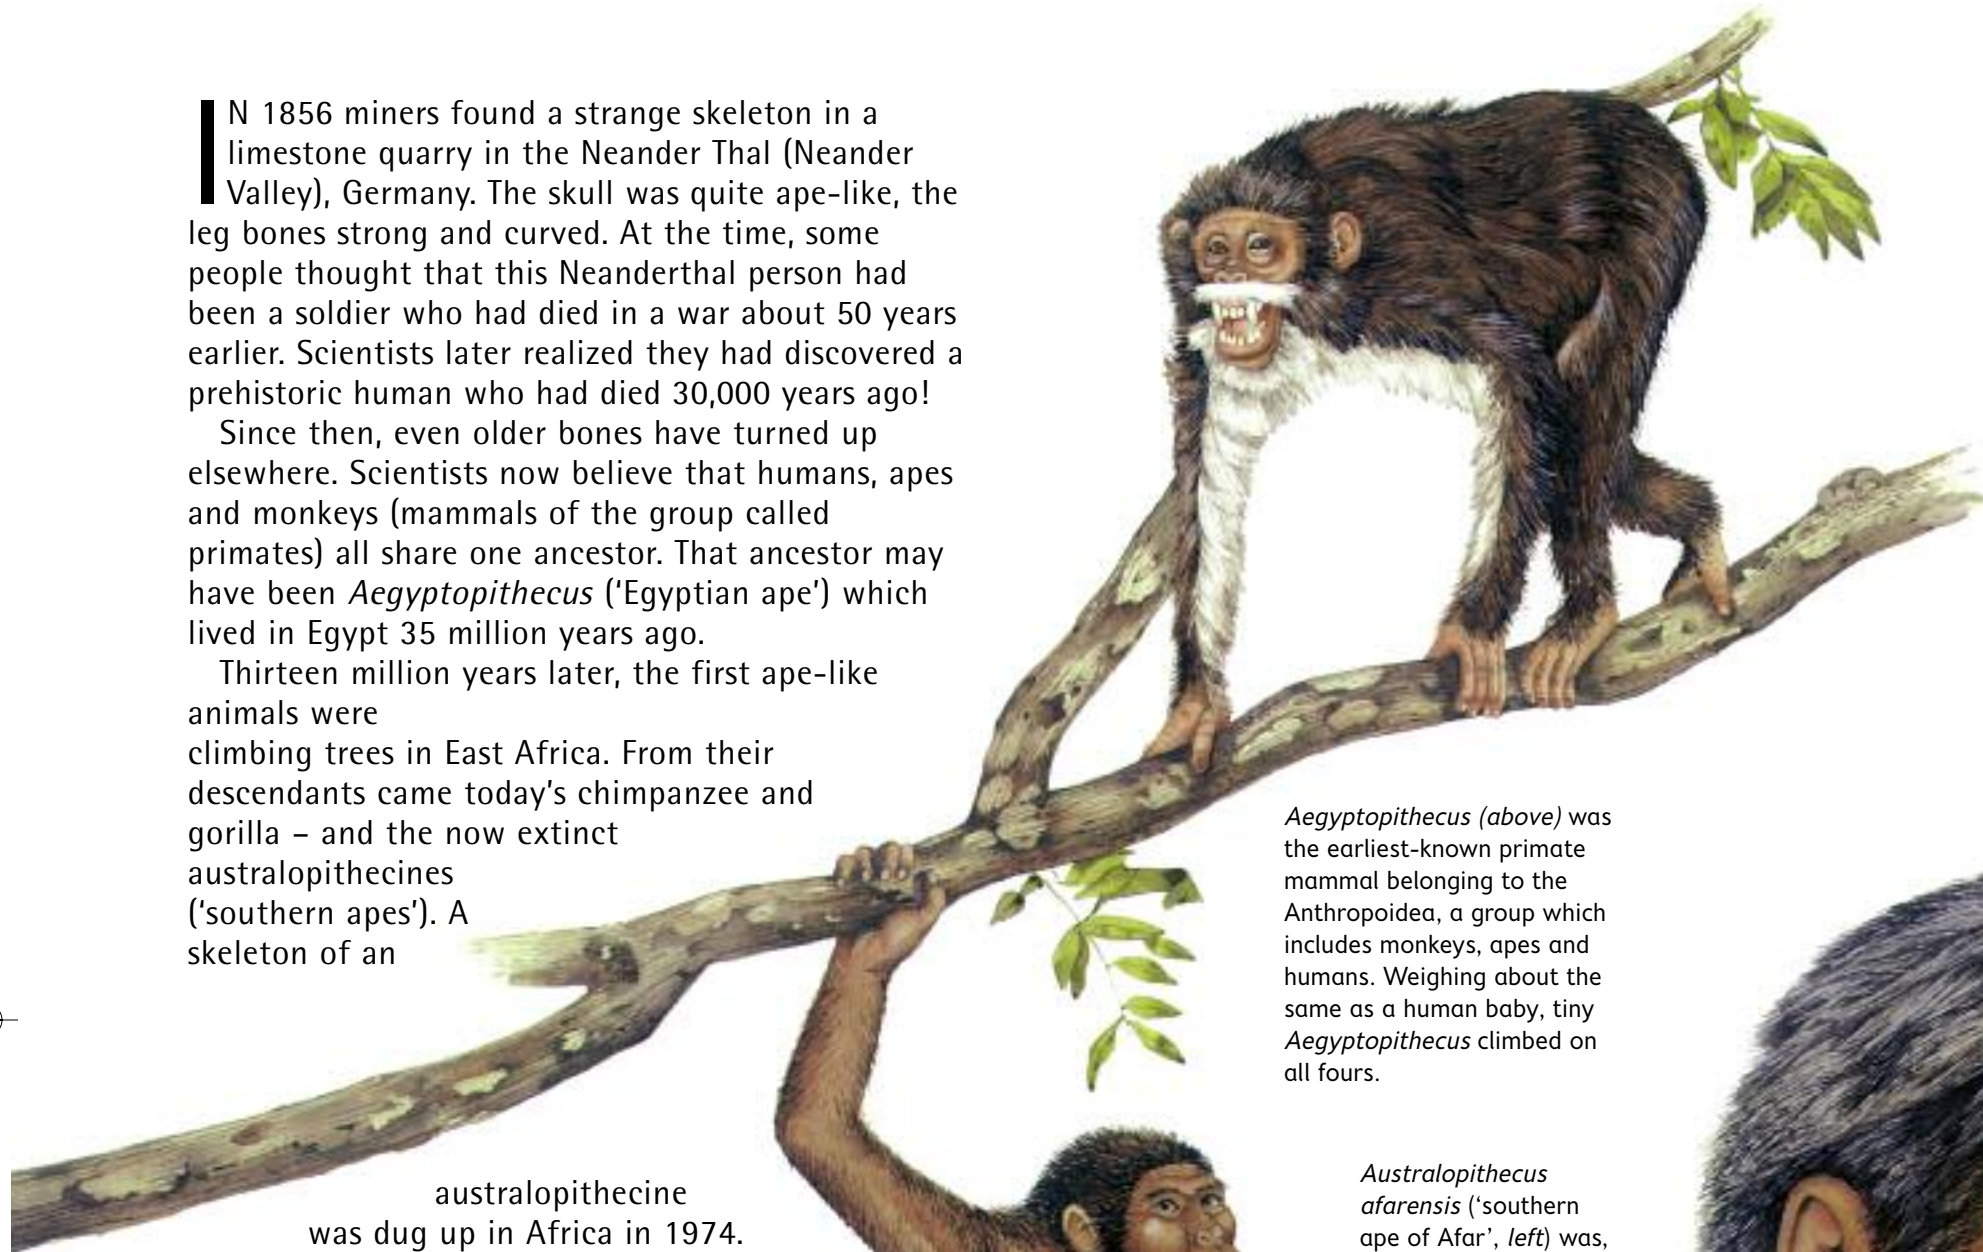 IN 1856 miners found a strange skeleton in a
limestone quarry in the Neander Thal (Neander
Valley), Germany. The skull was quite ape-like, the
leg bones strong and curved. At the time, some
people thought that this Neanderthal person had
been a soldier who had died in a war about 50 years
earlier. Scientists later realized they had discovered a
prehistoric human who had died 30,000 years ago!
Since then, even older bones have turned up
elsewhere. Scientists now believe that humans, apes
and monkeys (mammals of the group called
primates) all share one ancestor. That ancestor may
have been Aegyptopithecus (‘Egyptian ape’) which
lived in Egypt 35 million years ago.
Thirteen million years later, the first ape-like
animals were
climbing trees in East Africa. From their
descendants came today’s chimpanzee and
gorilla – and the now extinct
australopithecines
(‘southern apes’). A
skeleton of an
australopithecine
was dug up in Africa in 1974.
Aegyptopithecus (above) was
the earliest-known primate
mammal belonging to the
Anthropoidea, a group which
includes monkeys, apes and
humans. Weighing about the
same as a human baby, tiny
Aegyptopithecus climbed on
all fours.
Australopithecus
afarensis (‘southern
ape of Afar’, left) was,